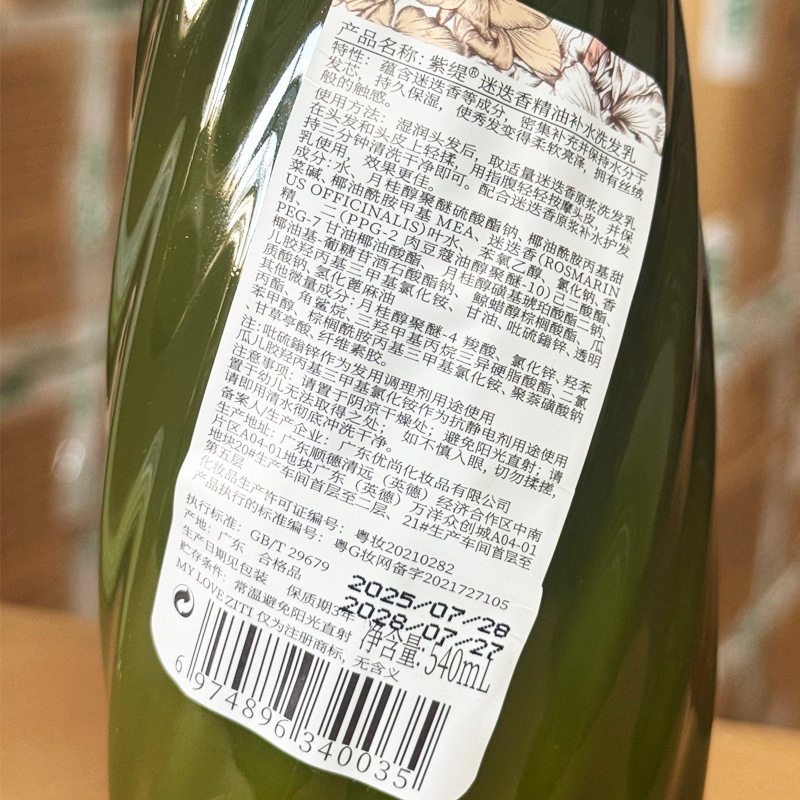 产品名称: 紫缇® 迷迭香精油补水洗发乳
特性: 蕴含迷迭香等成分, 密集补充并保持水分于
发芯, 持久保湿, 使秀发变得柔软亮泽, 拥有丝绒
般的触感。
使用方法: 湿润头发后, 取适量迷迭香原浆洗发乳
在头发和头皮上轻揉, 用指腹轻轻按摩头皮, 并保
持三分钟清洗干净即可。配合迷迭香原浆补水护发
乳使用, 效果更佳。
成分: 水、月桂醇聚醚硫酸酯钠、椰油酰胺丙基甜
菜碱、椰油酰胺甲基 MEA、迷迭香(ROSMARIN
US OFFICINALIS)叶水、苯氧乙醇、氯化钠、香
精、二(PPG-2 肉豆蔻油醇聚醚-10)己二酸酯、
PEG-7 甘油椰油酸酯、月桂醇磺基琥珀酸酯二钠、
椰油基-葡糖甘酒石酸酯钠、鲸蜡醇棕榈酸酯、瓜
儿胶羟丙基三甲基氯化铵、甘油、吡硫鎓锌、透明
质酸钠、氢化蓖麻油
其他微量成分: 月桂醇聚醚-4 羧酸、氯化锌、羟苯
丙酯、角鲨烷、三羟甲基丙烷三异硬脂酸酯、二氯
苯甲醇、棕榈酰胺丙基三甲基氯化铵、聚萘磺酸钠
、甘草亭酸、纤维素胶。
注: 吡硫鎓锌作为发用调理剂用途使用
瓜儿胶羟丙基三甲基氯化铵作为抗静电剂用途使用
注意事项: 请置于阴凉干燥处; 避免阳光直射; 请
置于幼儿无法取得之处; 如不慎入眼, 切勿揉搓,
请即用清水彻底冲洗干净。
备案人/生产企业: 广东优尚化妆品有限公司
生产地址: 广东顺德清远 (英德) 经济合作区中南
片区A04-01地块广东 (英德) 万洋众创城A04-01
地块20#生产车间首层至二层、21#生产车间首层至
第五层
化妆品生产许可证编号: 粤妆20210282
产品执行的标准编号: 粤G妆网备字2021727105
执行标准: GB/T 29679
产地: 广东 合格品
生产日期见包装 保质期3年
2025/07/28
2028/07/27
贮存条件: 常温避免阳光直射
净含量: 540mL
MY LOVE ZITI 仅为注册商标, 无含义
6 974896 340035